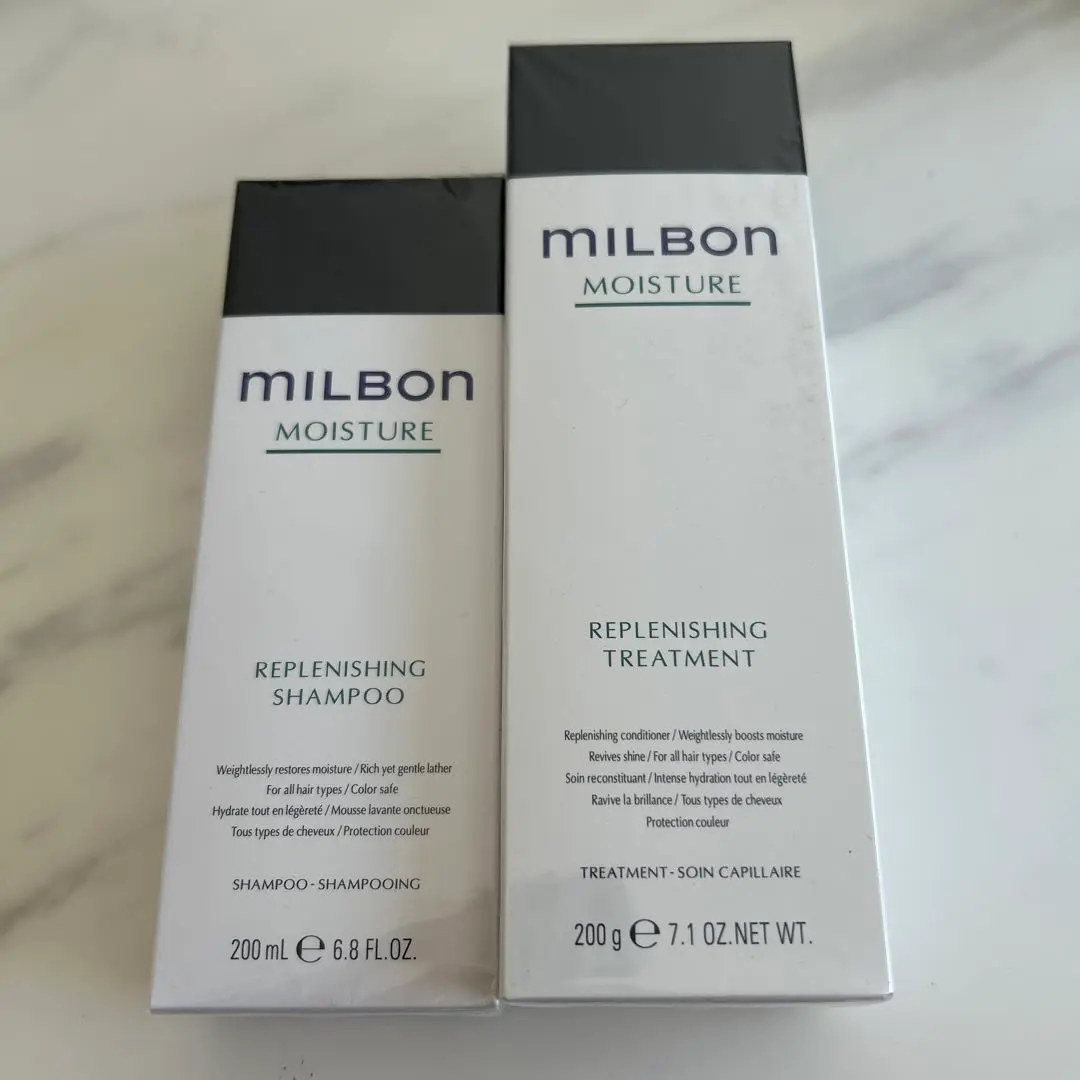 MILBON
MOISTURE
REPLENISHING
SHAMPOO
Weightlessly restores moisture / Rich yet gentle lather
For all hair types / Color safe
Hydrate tout en légèreté / Mousse lavante onctueuse
Tous types de cheveux / Protection couleur
SHAMPOO - SHAMPOOING
200 mL ℮ 6.8 FL.OZ.
MILBON
MOISTURE
REPLENISHING
TREATMENT
Replenishing conditioner / Weightlessly boosts moisture
Revives shine / For all hair types / Color safe
Soin reconstituant / Intense hydration tout en légèreté
Ravive la brillance / Tous types de cheveux
Protection couleur
TREATMENT - SOIN CAPILLAIRE
200 g ℮ 7.1 OZ.NET WT.